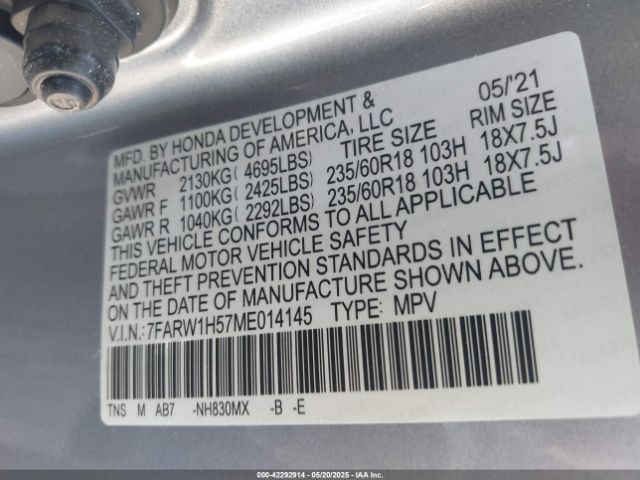 MFD. BY HONDA DEVELOPMENT & 05/'21
MANUFACTURING OF AMERICA, LLC
GVWR 2130KG( 4695LBS) TIRE SIZE RIM SIZE
GAWR F 1100KG( 2425LBS) 235/60R18 103H 18X7.5J
GAWR R 1040KG( 2292LBS) 235/60R18 103H 18X7.5J
THIS VEHICLE CONFORMS TO ALL APPLICABLE
FEDERAL MOTOR VEHICLE SAFETY
AND THEFT PREVENTION STANDARDS IN EFFECT
ON THE DATE OF MANUFACTURE SHOWN ABOVE.
V.I.N.: 7FARW1H57ME014145 TYPE: MPV
TNS M AB7 -NH830MX -B -E
000-42292914 - 05/20/2025 - IAA Inc.